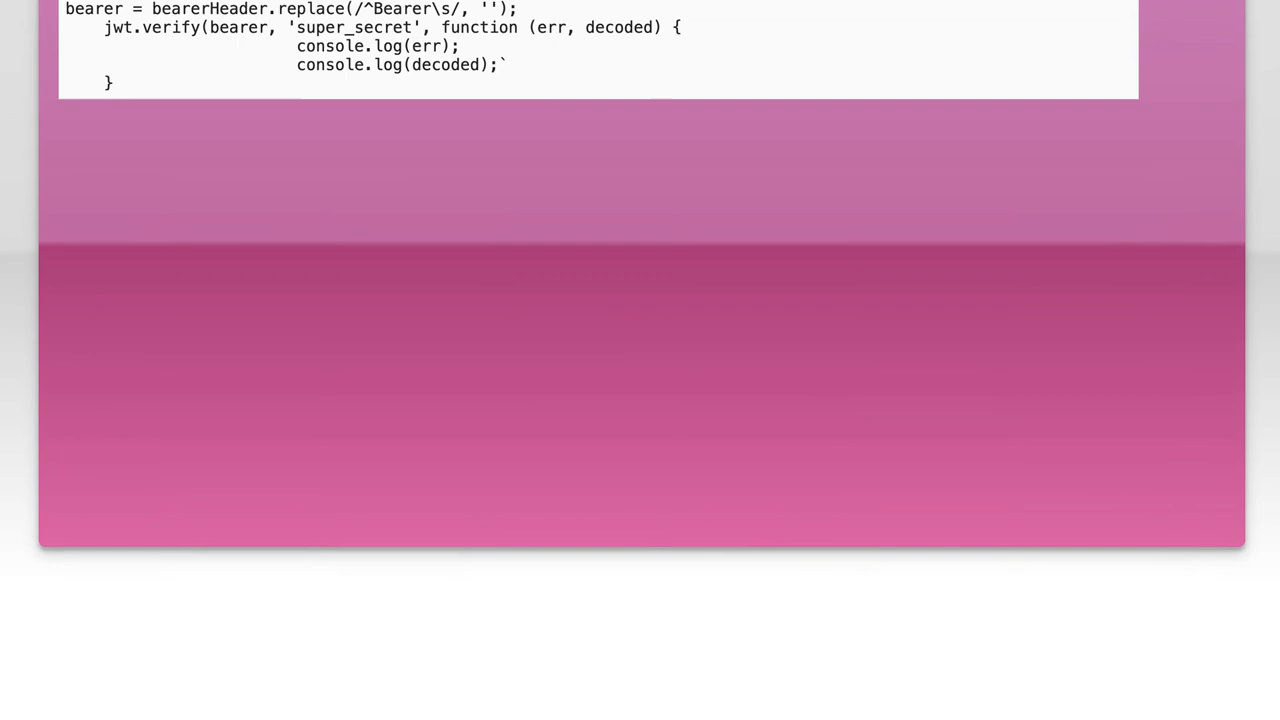 bearer = bearerHeader.replace(/^Bearer\s/, '');
    jwt.verify(bearer, 'super_secret', function (err, decoded) {
                        console.log(err);
                        console.log(decoded);`
    }